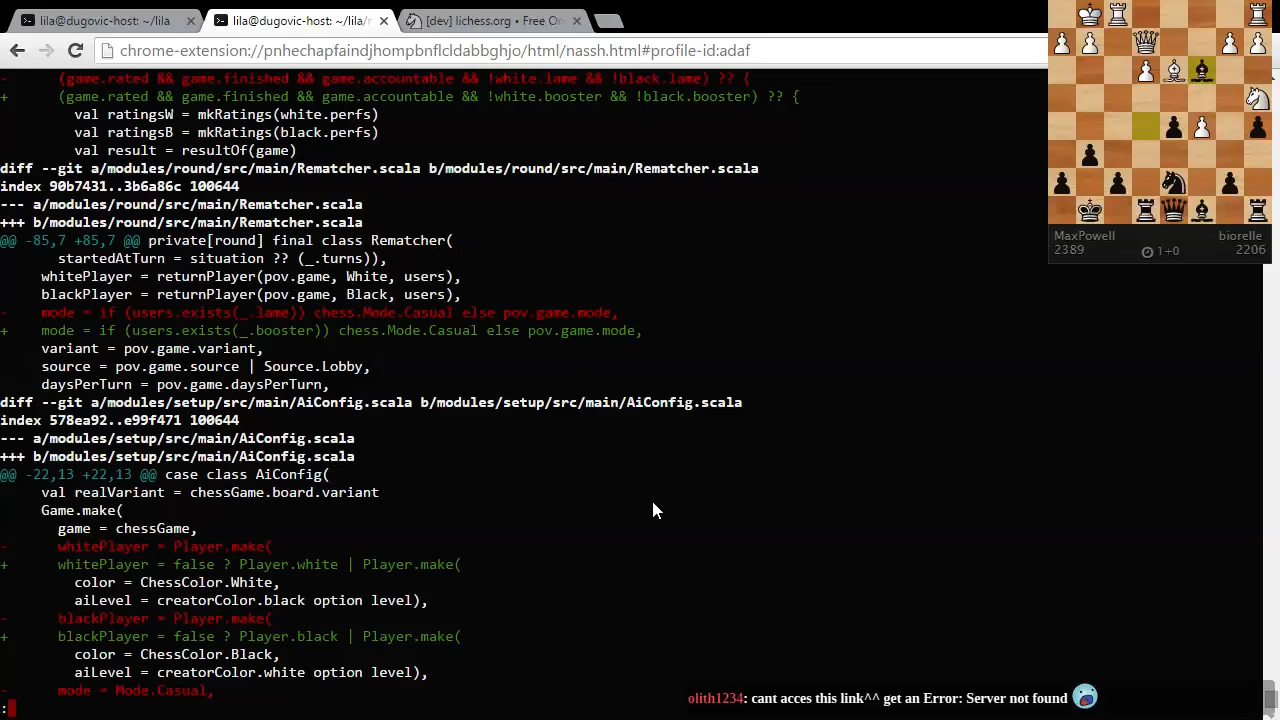 lila@dugovic-host: ~/lila
lila@dugovic-host: ~/lila/r
[dev] lichess.org • Free On
chrome-extension://pnhechapfaindjhompbnflcldabbghjo/html/nassh.html#profile-id:adaf
-      (game.rated && game.finished && game.accountable && !white.lame && !black.lame) ?? {
+      (game.rated && game.finished && game.accountable && !white.booster && !black.booster) ?? {
         val ratingsW = mkRatings(white.perfs)
         val ratingsB = mkRatings(black.perfs)
         val result = resultOf(game)
diff --git a/modules/round/src/main/Rematcher.scala b/modules/round/src/main/Rematcher.scala
index 90b7431..3b6a86c 100644
--- a/modules/round/src/main/Rematcher.scala
+++ b/modules/round/src/main/Rematcher.scala
@@ -85,7 +85,7 @@ private[round] final class Rematcher(
       startedAtTurn = situation ?? (_.turns)),
     whitePlayer = returnPlayer(pov.game, White, users),
     blackPlayer = returnPlayer(pov.game, Black, users),
-    mode = if (users.exists(_.lame)) chess.Mode.Casual else pov.game.mode,
+    mode = if (users.exists(_.booster)) chess.Mode.Casual else pov.game.mode,
     variant = pov.game.variant,
     source = pov.game.source | Source.Lobby,
     daysPerTurn = pov.game.daysPerTurn,
diff --git a/modules/setup/src/main/AiConfig.scala b/modules/setup/src/main/AiConfig.scala
index 578ea92..e99f471 100644
--- a/modules/setup/src/main/AiConfig.scala
+++ b/modules/setup/src/main/AiConfig.scala
@@ -22,13 +22,13 @@ case class AiConfig(
     val realVariant = chessGame.board.variant
     Game.make(
       game = chessGame,
-      whitePlayer = Player.make(
+      whitePlayer = false ? Player.white | Player.make(
         color = ChessColor.White,
         aiLevel = creatorColor.black option level),
-      blackPlayer = Player.make(
+      blackPlayer = false ? Player.black | Player.make(
         color = ChessColor.Black,
         aiLevel = creatorColor.white option level),
-      mode = Mode.Casual,
:
MaxPowell biorelle
2389 1+0 2206
olith1234: cant acces this link^^ get an Error: Server not found